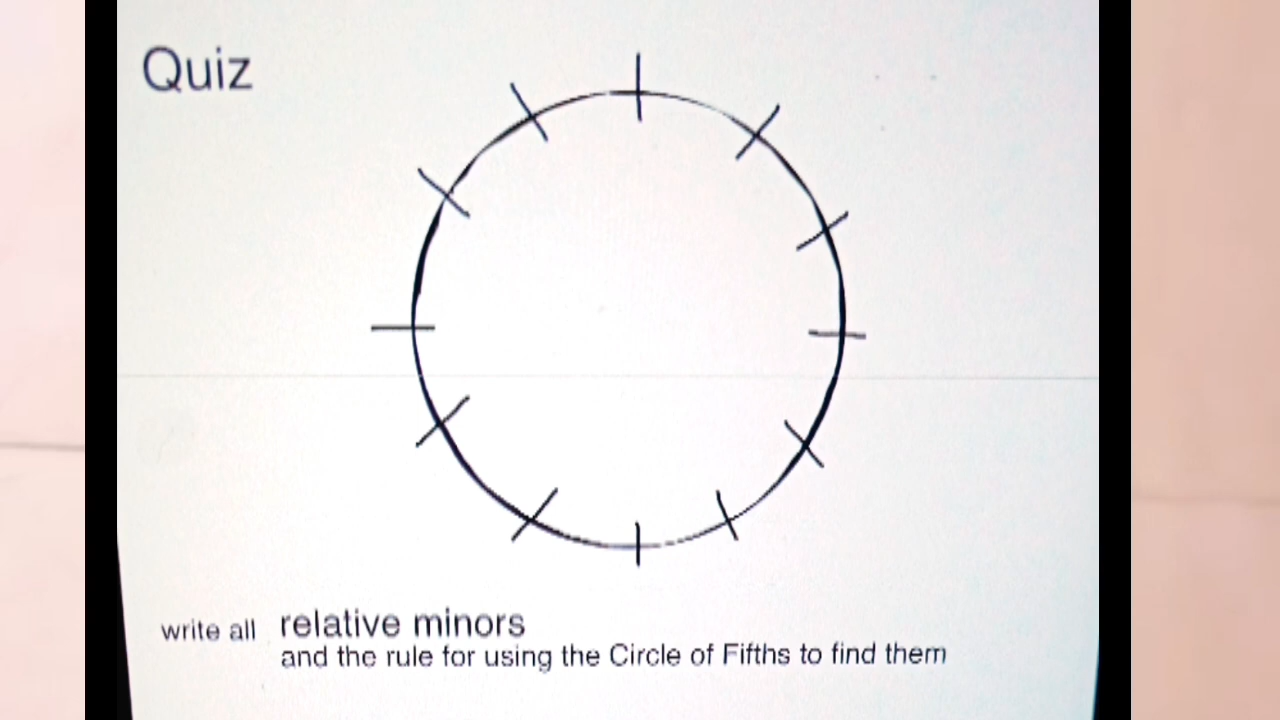 Quiz
write all relative minors
and the rule for using the Circle of Fifths to find them